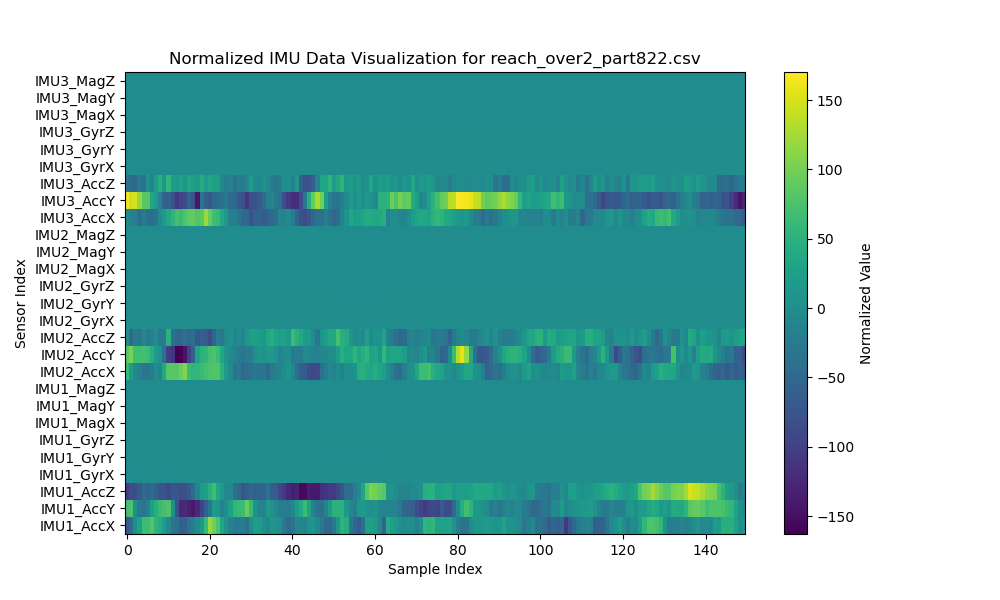 Normalized IMU Data Visualization for reach_over2_part822.csv
IMU3_MagZ
IMU3_MagY
IMU3_MagX
IMU3_GyrZ
IMU3_GyrY
IMU3_GyrX
IMU3_AccZ
IMU3_AccY
IMU3_AccX
IMU2_MagZ
IMU2_MagY
IMU2_MagX
IMU2_GyrZ
IMU2_GyrY
IMU2_GyrX
IMU2_AccZ
IMU2_AccY
IMU2_AccX
IMU1_MagZ
IMU1_MagY
IMU1_MagX
IMU1_GyrZ
IMU1_GyrY
IMU1_GyrX
IMU1_AccZ
IMU1_AccY
IMU1_AccX
Sensor Index
0 20 40 60 80 100 120 140
Sample Index
150
100
50
0
−50
−100
−150
Normalized Value